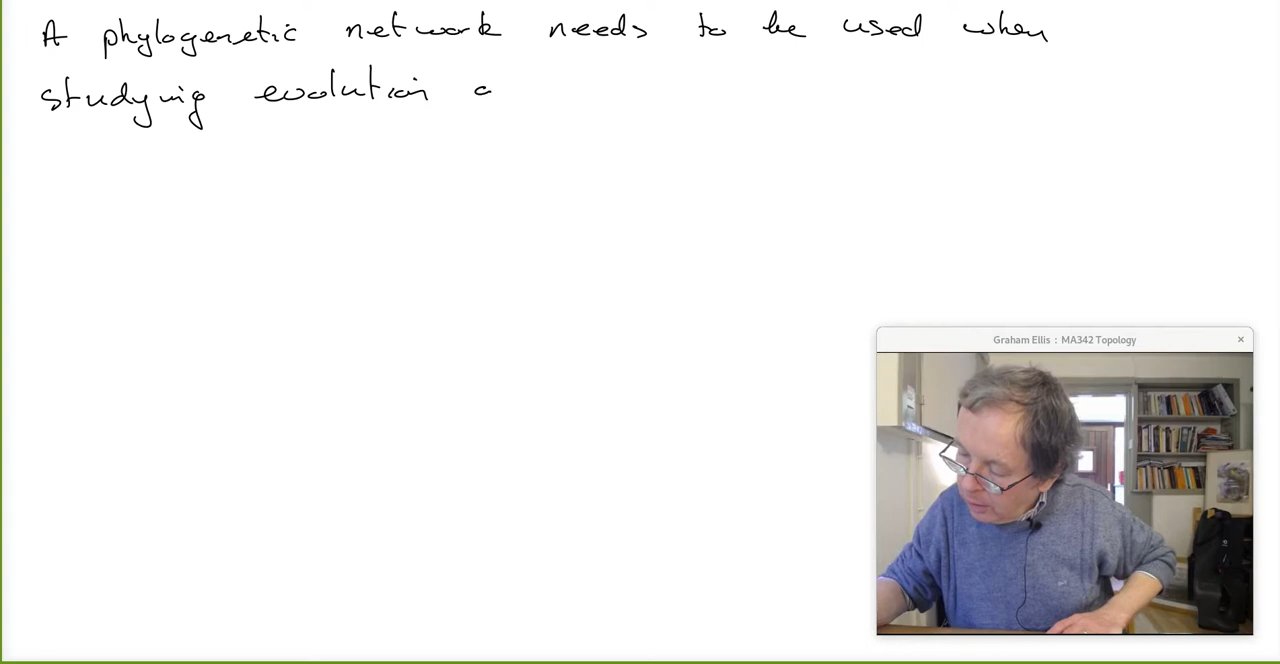 A phylogenetic network needs to be used when
studying evolution
Graham Ellis : MA342 Topology